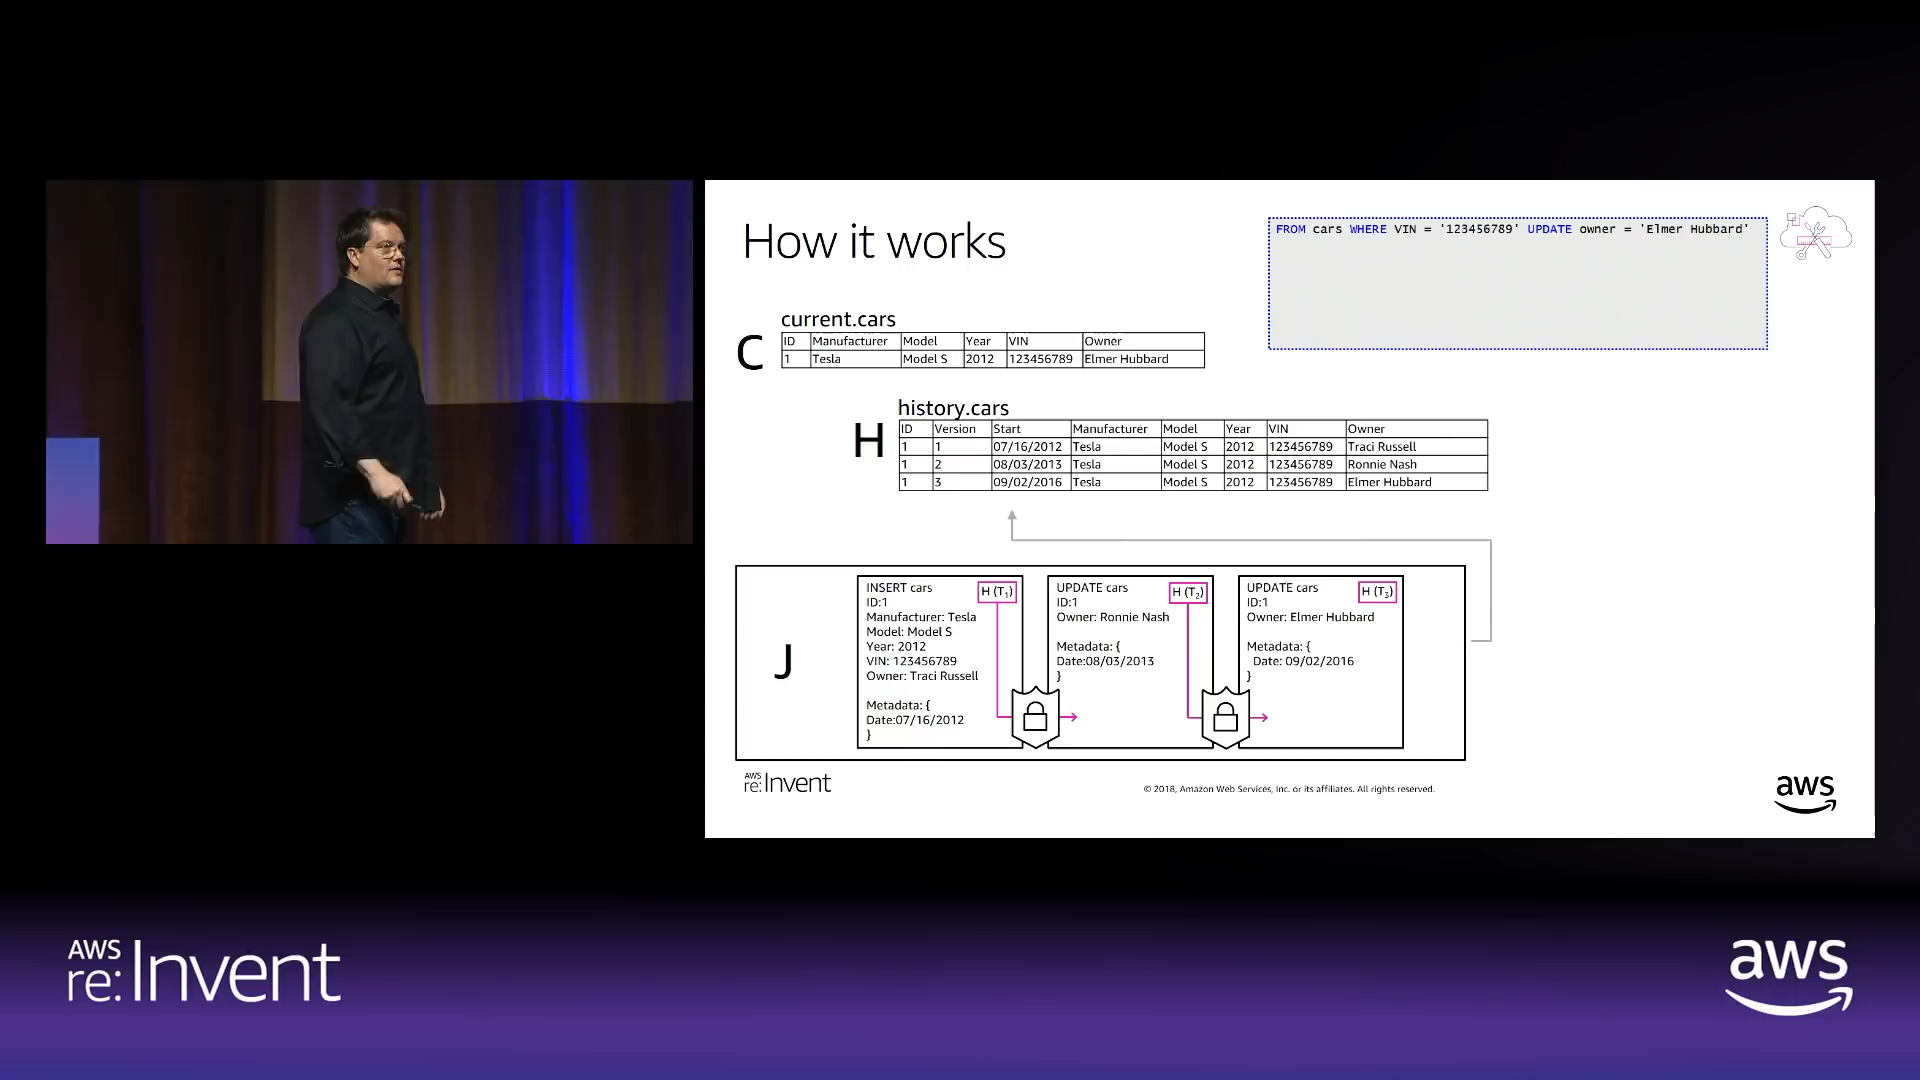 How it works
FROM cars WHERE VIN = '123456789' UPDATE owner = 'Elmer Hubbard'
current.cars
C
ID Manufacturer Model Year VIN Owner
1 Tesla Model S 2012 123456789 Elmer Hubbard
history.cars
H
ID Version Start Manufacturer Model Year VIN Owner
1 1 07/16/2012 Tesla Model S 2012 123456789 Traci Russell
1 2 08/03/2013 Tesla Model S 2012 123456789 Ronnie Nash
1 3 09/02/2016 Tesla Model S 2012 123456789 Elmer Hubbard
J
INSERT cars
H (T₁)
ID:1
Manufacturer: Tesla
Model: Model S
Year: 2012
VIN: 123456789
Owner: Traci Russell
Metadata: {
Date:07/16/2012
}
UPDATE cars
H (T₂)
ID:1
Owner: Ronnie Nash
Metadata: {
Date:08/03/2013
}
UPDATE cars
H (T₃)
ID:1
Owner: Elmer Hubbard
Metadata: {
Date: 09/02/2016
}
AWS
re:Invent
© 2018, Amazon Web Services, Inc. or its affiliates. All rights reserved.
aws
AWS
re:Invent
aws